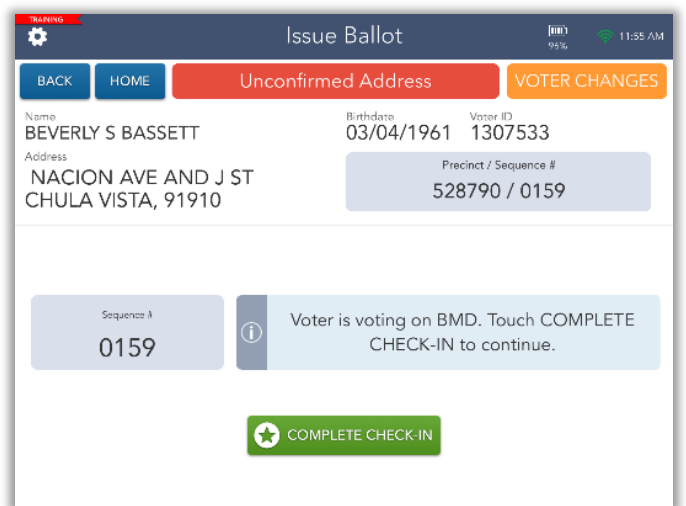 TRAINING
Issue Ballot
96%
11:55 AM
BACK
HOME
Unconfirmed Address
VOTER CHANGES
Name
BEVERLY S BASSETT
Birthdate
03/04/1961
Voter ID
1307533
Address
NACION AVE AND J ST
CHULA VISTA, 91910
Precinct / Sequence #
528790 / 0159
Sequence #
0159
Voter is voting on BMD. Touch COMPLETE
CHECK-IN to continue.
COMPLETE CHECK-IN